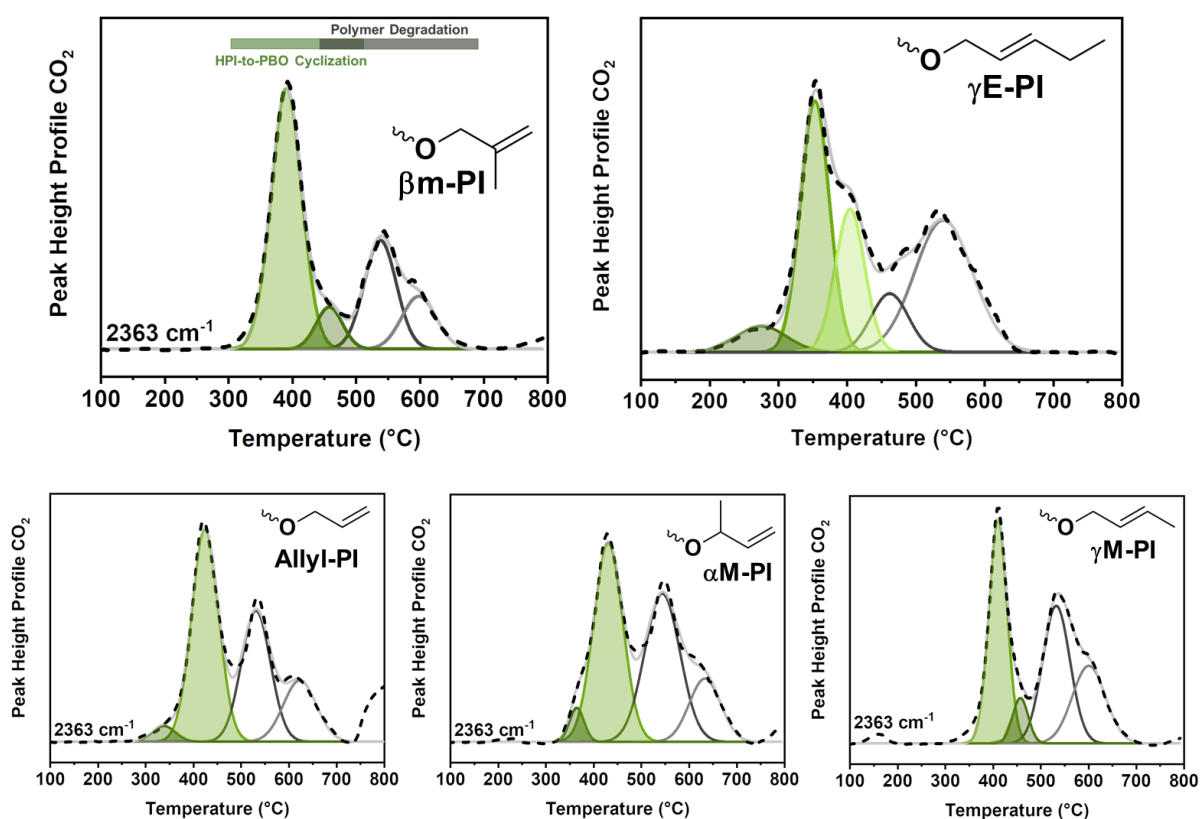 Polymer Degradation
HPI-to-PBO Cyclization
O
βm-PI
2363 cm-1
Peak Height Profile CO2
100 200 300 400 500 600 700 800
Temperature (°C)
O
γE-PI
Peak Height Profile CO2
100 200 300 400 500 600 700 800
Temperature (°C)
O
Allyl-PI
2363 cm-1
Peak Height Profile CO2
100 200 300 400 500 600 700 800
Temperature (°C)
O
αM-PI
2363 cm-1
Peak Height Profile CO2
100 200 300 400 500 600 700 800
Temperature (°C)
O
γM-PI
2363 cm-1
Peak Height Profile CO2
100 200 300 400 500 600 700 800
Temperature (°C)